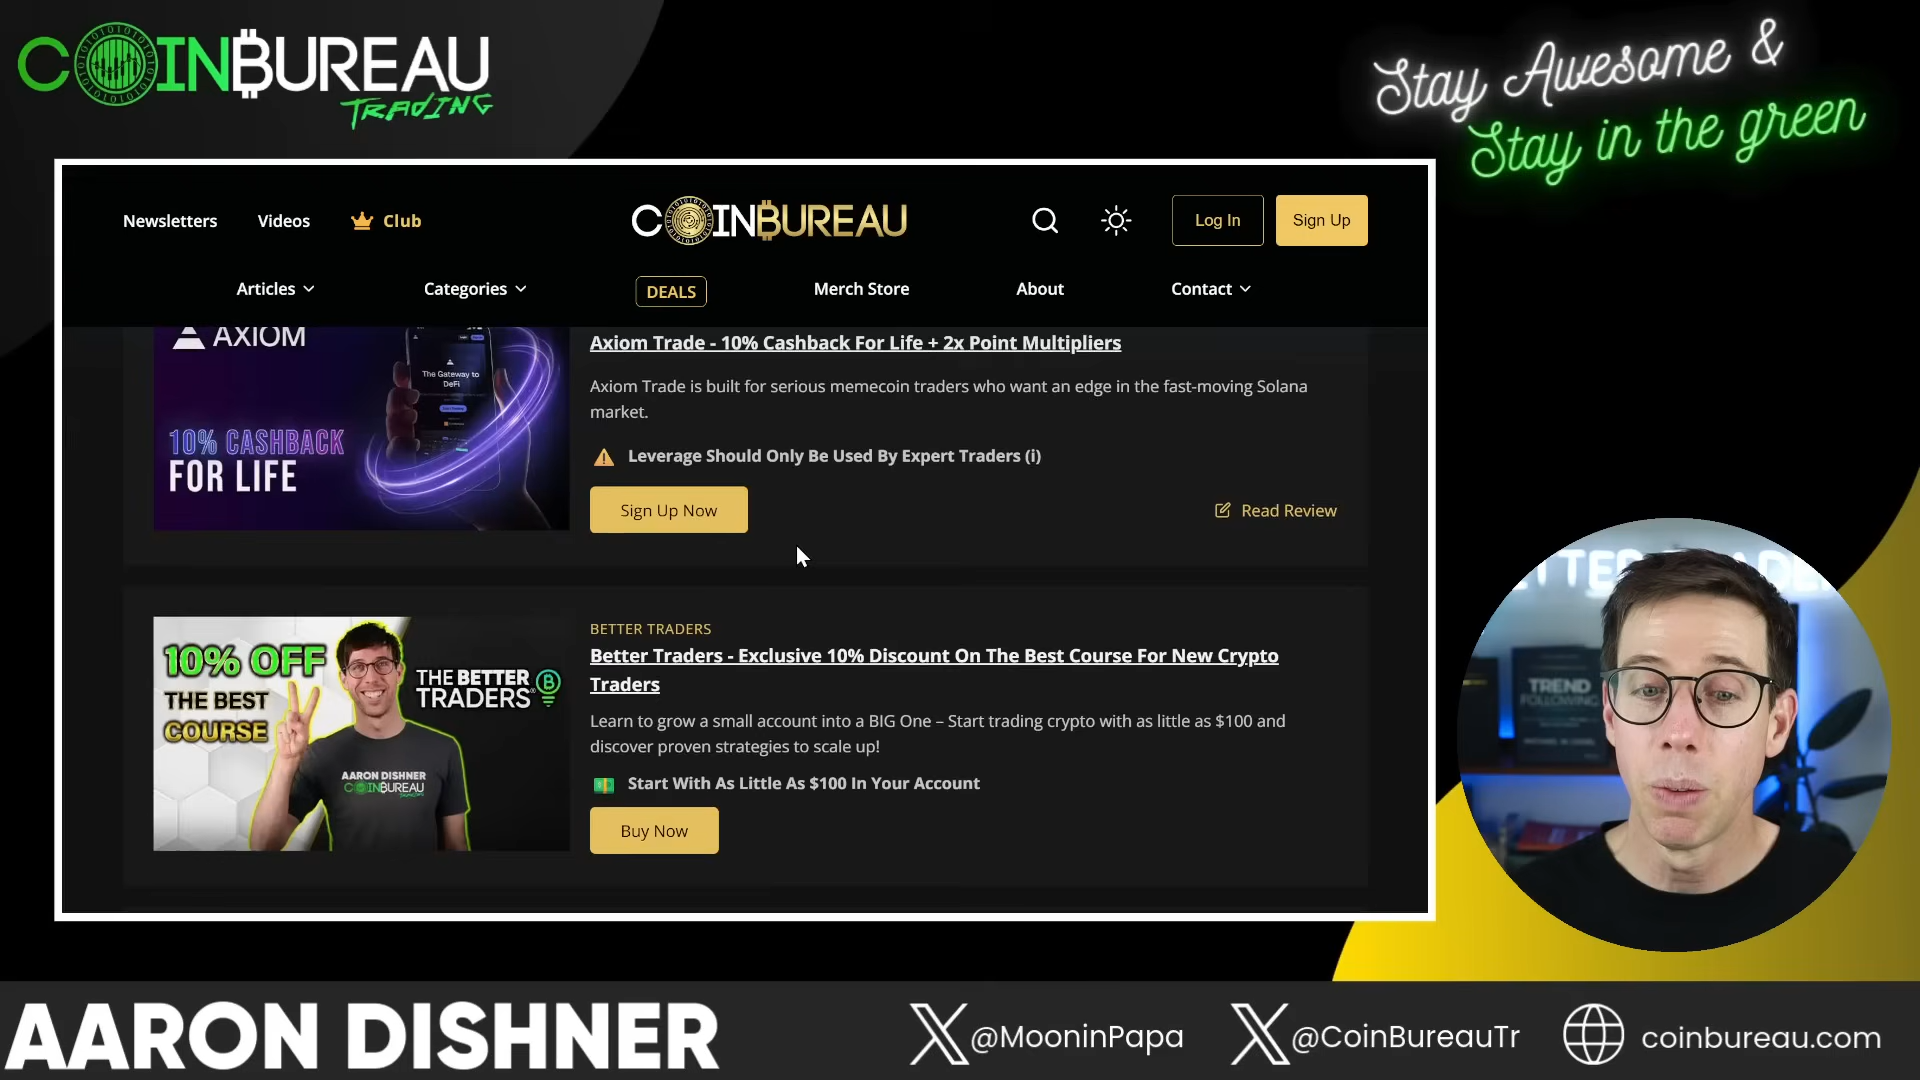 COINBUREAU
TRADING
Stay Awesome &
Stay in the green
Newsletters
Videos
Club
COINBUREAU
Log In
Sign Up
Articles
Categories
DEALS
Merch Store
About
Contact
AXIOM
The Gateway to
DeFi
10% CASHBACK
FOR LIFE
Axiom Trade - 10% Cashback For Life + 2x Point Multipliers
Axiom Trade is built for serious memecoin traders who want an edge in the fast-moving Solana
market.
Leverage Should Only Be Used By Expert Traders (i)
Sign Up Now
Read Review
10% OFF
THE BEST
COURSE
THE BETTER
TRADERS
AARON DISHNER
COINBUREAU
BETTER TRADERS
Better Traders - Exclusive 10% Discount On The Best Course For New Crypto
Traders
Learn to grow a small account into a BIG One – Start trading crypto with as little as $100 and
discover proven strategies to scale up!
Start With As Little As $100 In Your Account
Buy Now
TREND
FOLLOWING
AARON DISHNER
@MooninPapa
@CoinBureauTr
coinbureau.com